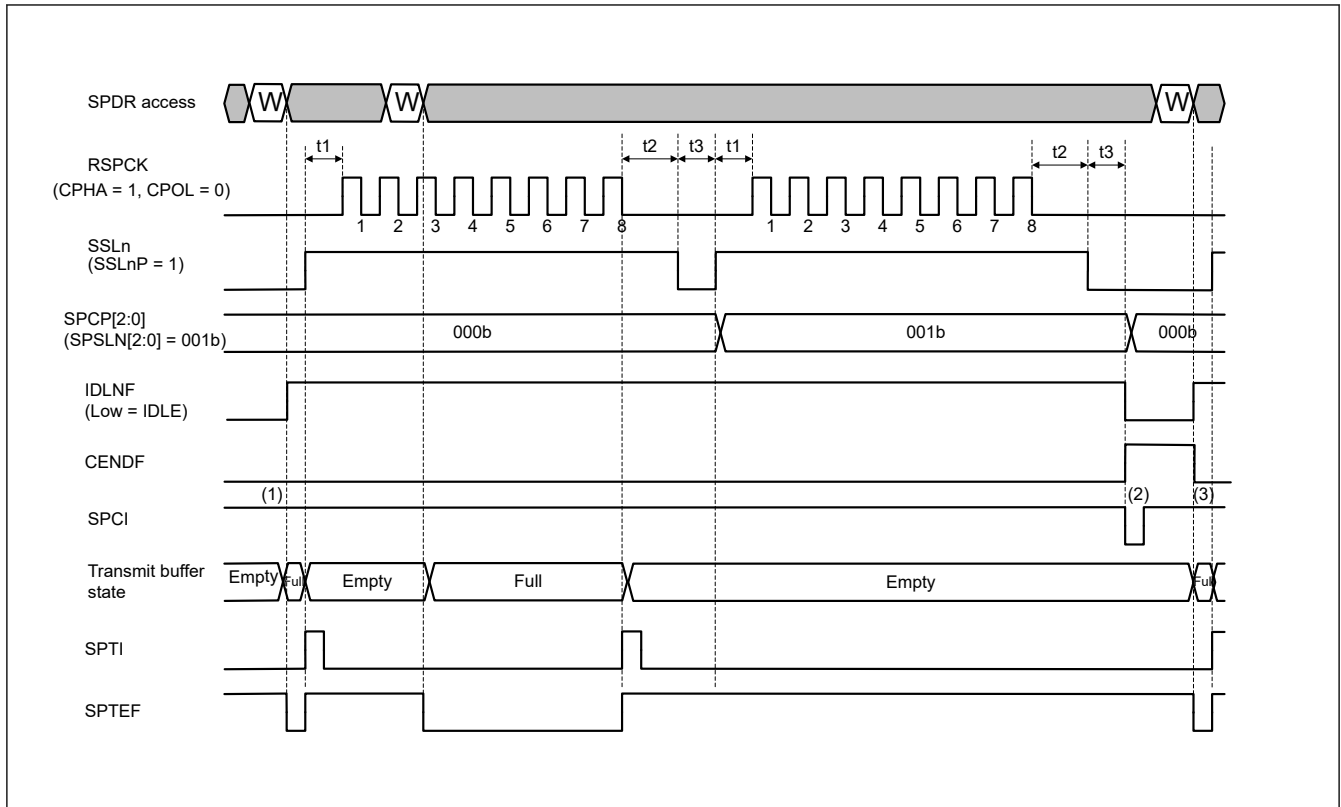 SPDR access
W
W
W
t1
t2
t3
t1
t2
t3
RSPCK
(CPHA = 1, CPOL = 0)
1 2 3 4 5 6 7 8
1 2 3 4 5 6 7 8
SSLn
(SSLnP = 1)
SPCP[2:0]
(SPSLN[2:0] = 001b)
000b
001b
000b
IDLNF
(Low = IDLE)
CENDF
(1)
(2)
(3)
SPCI
Transmit buffer
state
Empty
Full
Empty
Full
Empty
Full
SPTI
SPTEF